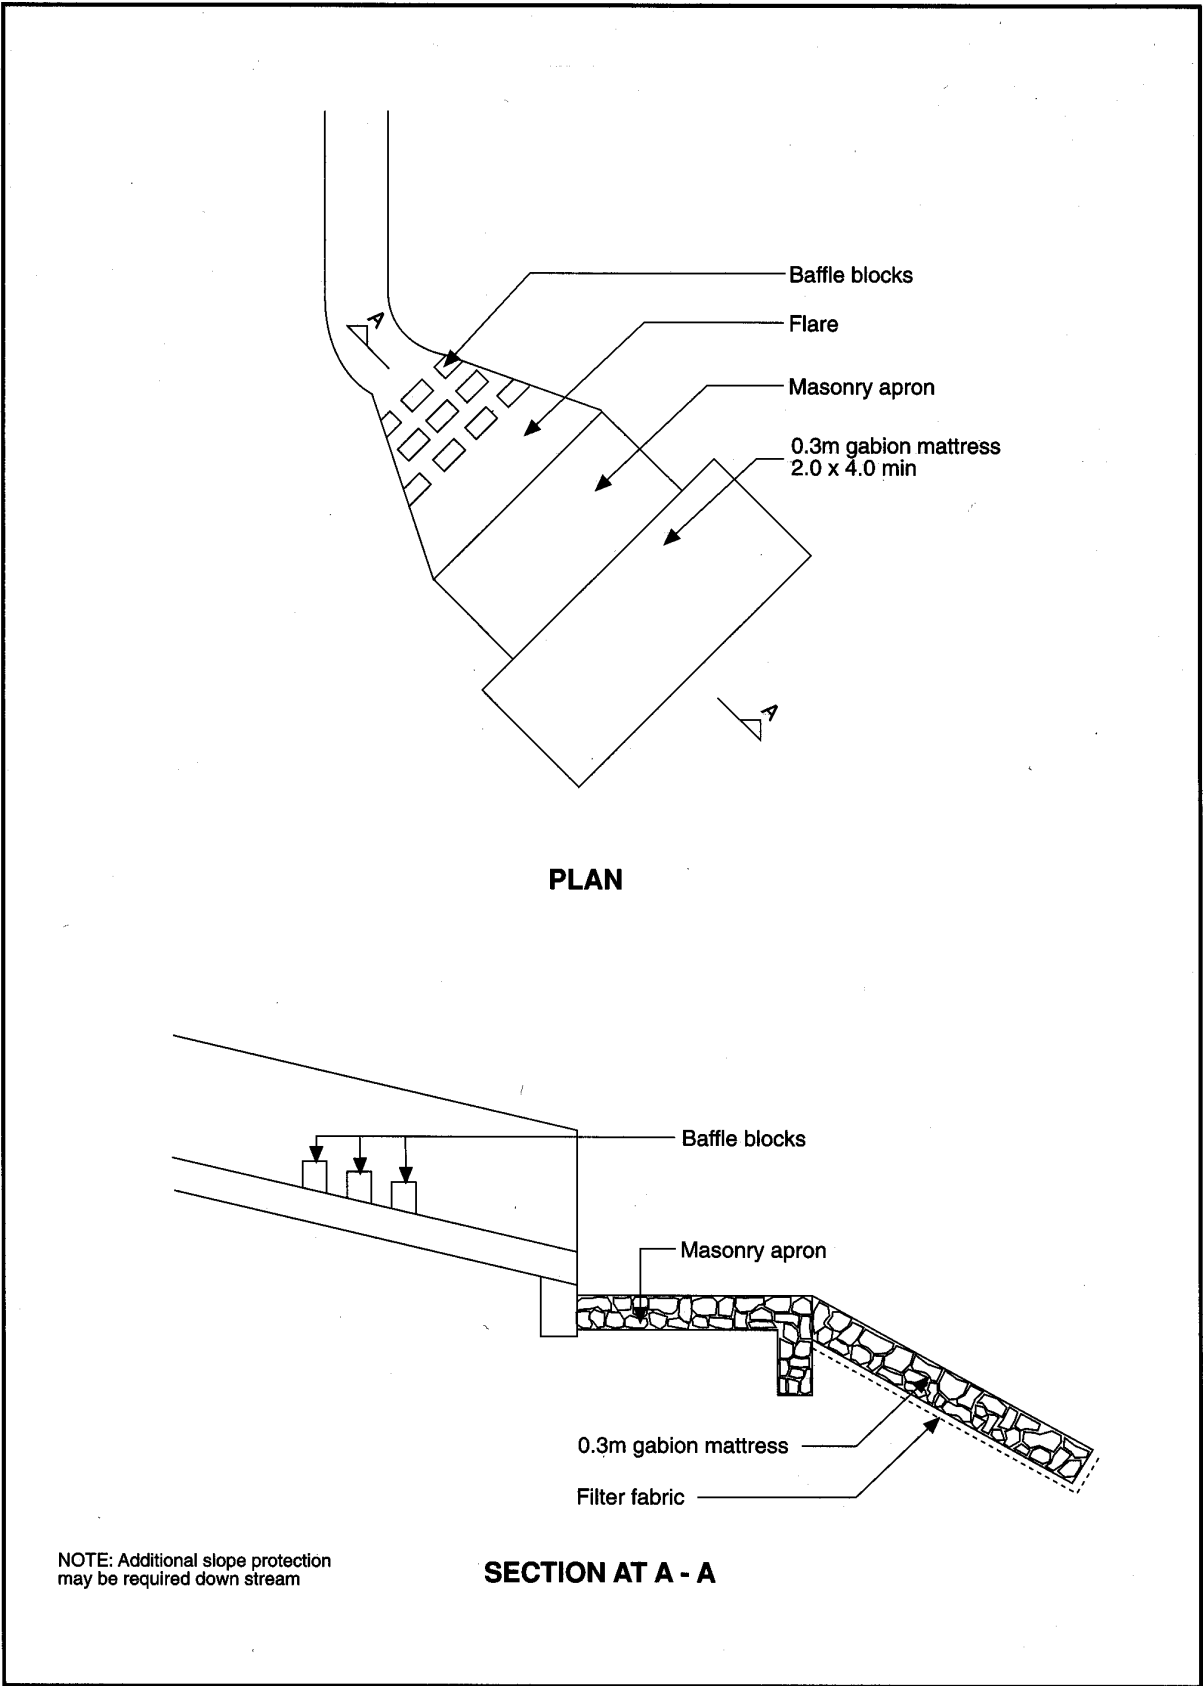 Baffle blocks
Flare
A
Masonry apron
0.3m gabion mattress
2.0 x 4.0 min
A
PLAN
Baffle blocks
Masonry apron
0.3m gabion mattress
Filter fabric
NOTE: Additional slope protection
may be required down stream
SECTION AT A - A